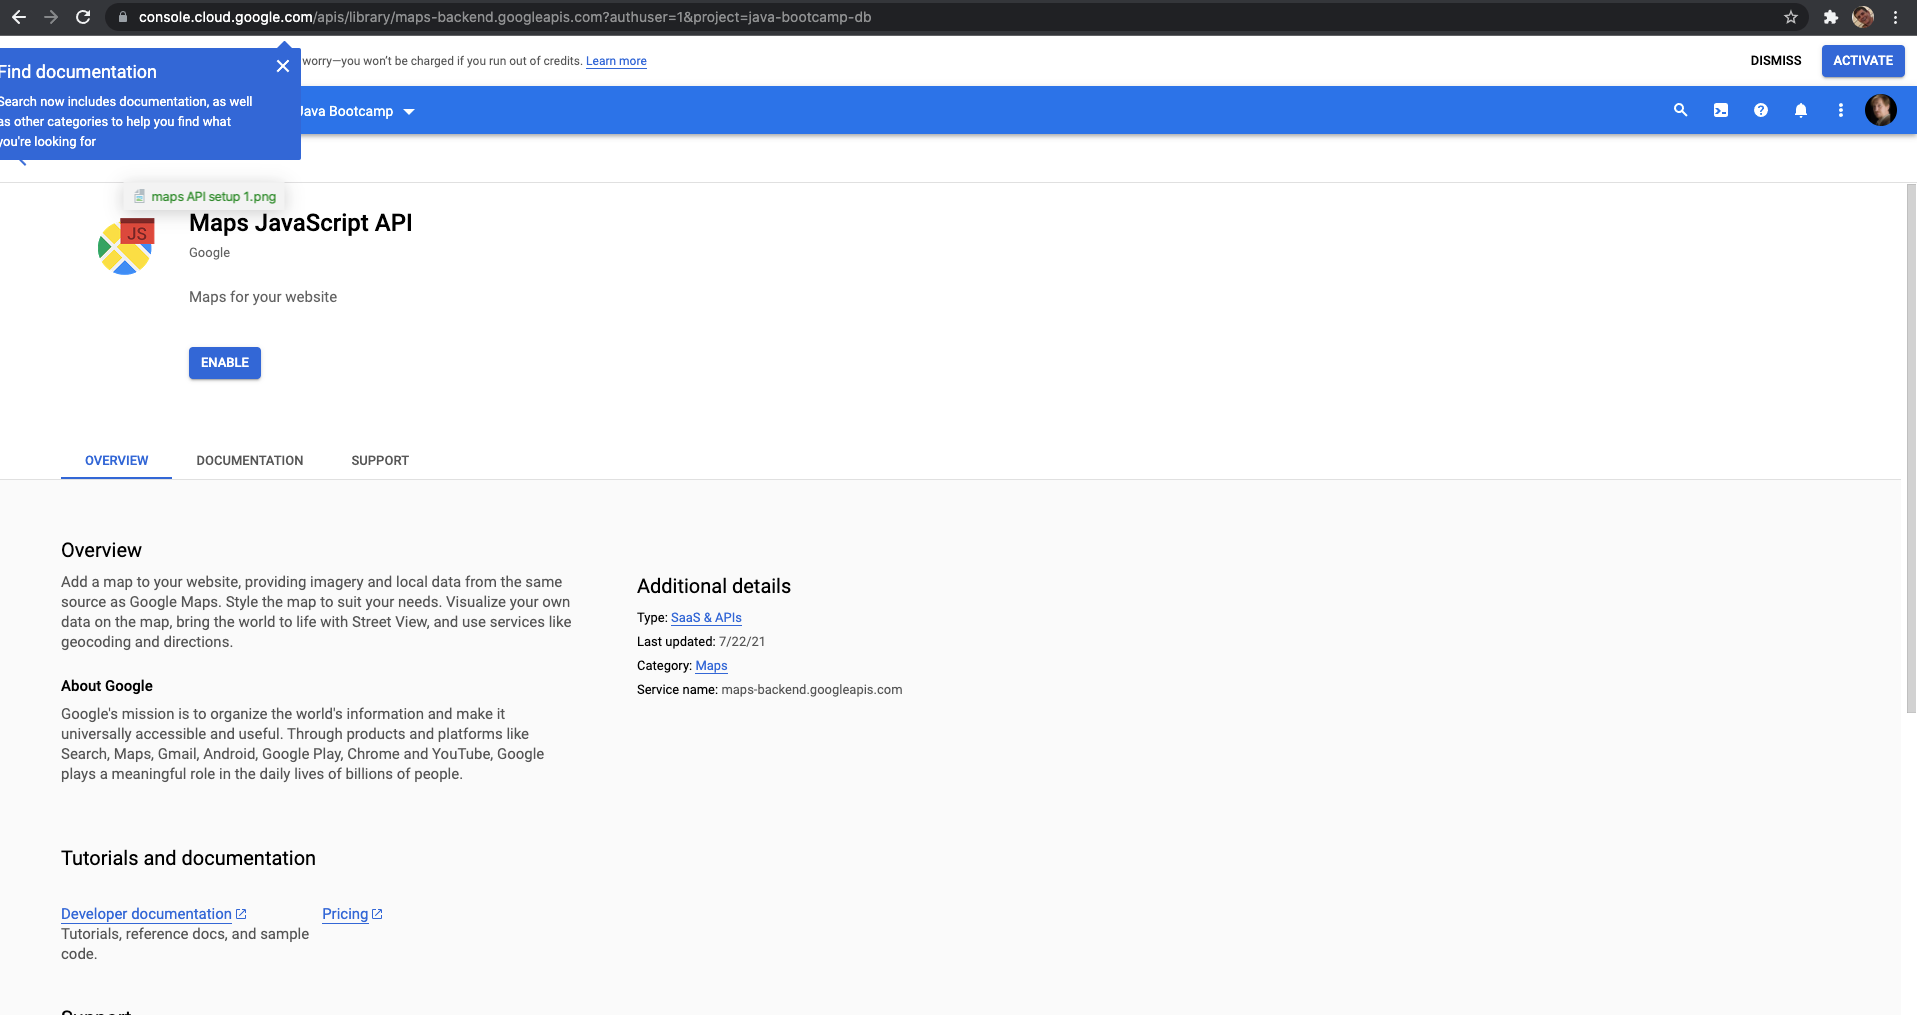 console.cloud.google.com/apis/library/maps-backend.googleapis.com?authuser=1&project=java-bootcamp-db
Find documentation
Search now includes documentation, as well
as other categories to help you find what
you're looking for
worry—you won't be charged if you run out of credits. Learn more
DISMISS
ACTIVATE
Java Bootcamp
maps API setup 1.png
JS
Maps JavaScript API
Google
Maps for your website
ENABLE
OVERVIEW
DOCUMENTATION
SUPPORT
Overview
Add a map to your website, providing imagery and local data from the same
source as Google Maps. Style the map to suit your needs. Visualize your own
data on the map, bring the world to life with Street View, and use services like
geocoding and directions.
About Google
Google's mission is to organize the world's information and make it
universally accessible and useful. Through products and platforms like
Search, Maps, Gmail, Android, Google Play, Chrome and YouTube, Google
plays a meaningful role in the daily lives of billions of people.
Additional details
Type: SaaS & APIs
Last updated: 7/22/21
Category: Maps
Service name: maps-backend.googleapis.com
Tutorials and documentation
Developer documentation
Tutorials, reference docs, and sample
code.
Pricing
Support